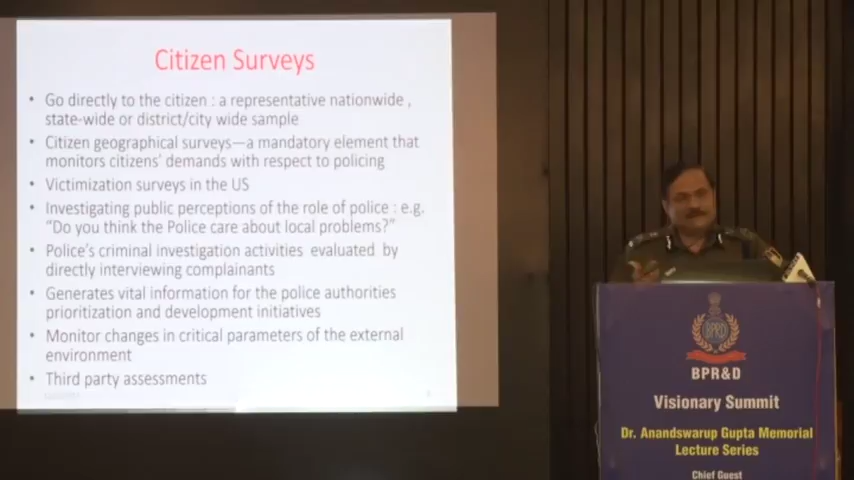 Citizen Surveys
• Go directly to the citizen : a representative nationwide ,
state-wide or district/city wide sample
• Citizen geographical surveys—a mandatory element that
monitors citizens' demands with respect to policing
• Victimization surveys in the US
• Investigating public perceptions of the role of police : e.g.
"Do you think the Police care about local problems?"
• Police's criminal investigation activities evaluated by
directly interviewing complainants
• Generates vital information for the police authorities
prioritization and development initiatives
• Monitor changes in critical parameters of the external
environment
• Third party assessments
BPRD
BPR&D
Visionary Summit
Dr. Anandswarup Gupta Memorial
Lecture Series
Chief Guest